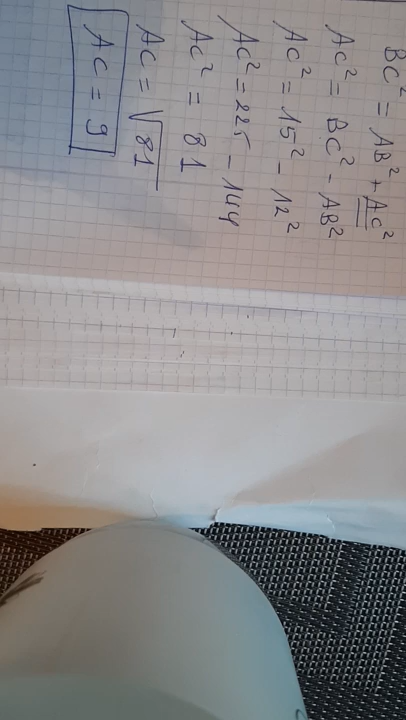 BC² = AB² + AC²
AC² = BC² - AB²
AC² = 15² - 12²
AC² = 225 - 144
AC² = 81
AC = √81
AC = 9